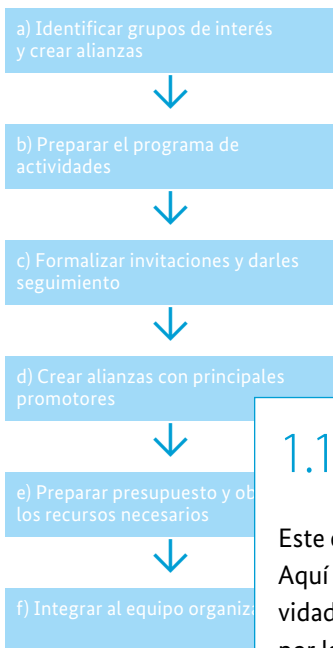 a) Identificar grupos de interés
y crear alianzas
b) Preparar el programa de
actividades
c) Formalizar invitaciones y darles
seguimiento
d) Crear alianzas con principales
promotores
e) Preparar presupuesto y ob
los recursos necesarios
f) Integrar al equipo organiza
1.1
Este
Aquí
vidad
por